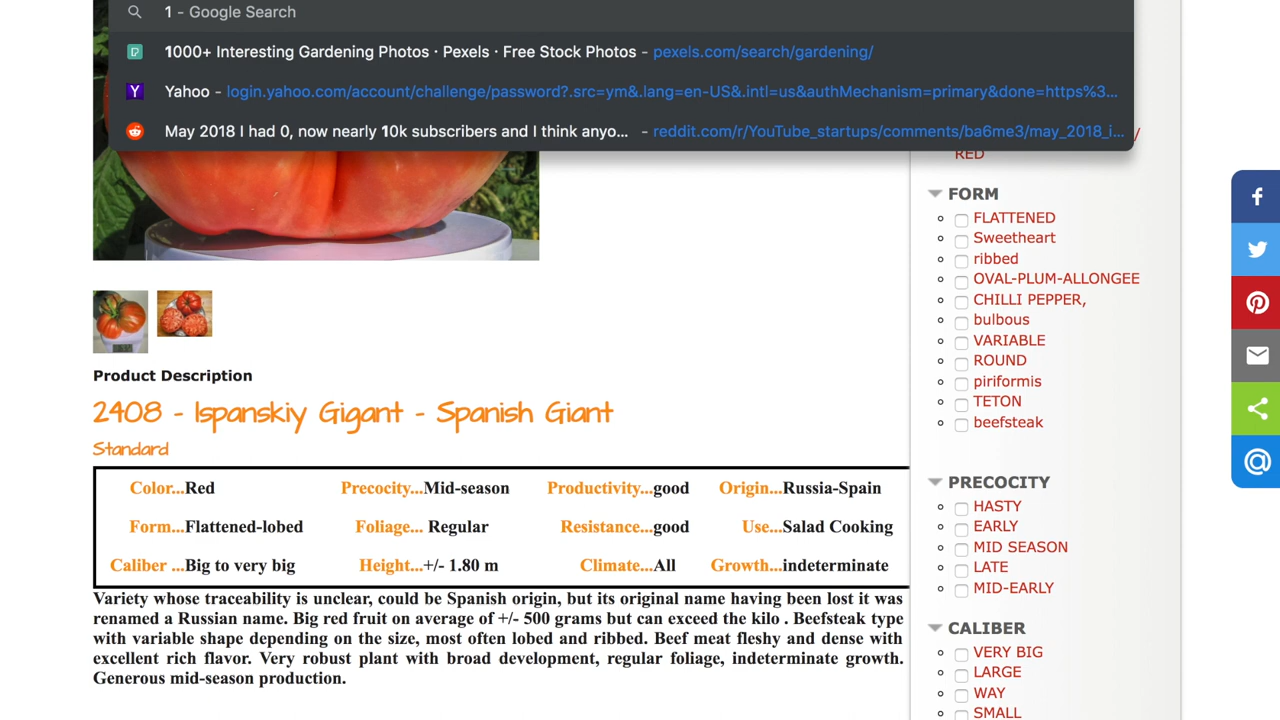 1 - Google Search
1000+ Interesting Gardening Photos · Pexels · Free Stock Photos - pexels.com/search/gardening/
Yahoo - login.yahoo.com/account/challenge/password?.src=ym&.lang=en-US&.intl=us&authMechanism=primary&done=https%3...
May 2018 I had 0, now nearly 10k subscribers and I think anyo... - reddit.com/r/YouTube_startups/comments/ba6me3/may_2018_i...
/
RED
FORM
FLATTENED
Sweetheart
ribbed
OVAL-PLUM-ALLONGEE
CHILLI PEPPER,
bulbous
VARIABLE
ROUND
piriformis
TETON
beefsteak
PRECOCITY
HASTY
EARLY
MID SEASON
LATE
MID-EARLY
CALIBER
VERY BIG
LARGE
WAY
SMALL
Product Description
2408 - Ispanskiy Gigant - Spanish Giant
Standard
Color...Red Precocity...Mid-season Productivity...good Origin...Russia-Spain
Form...Flattened-lobed Foliage... Regular Resistance...good Use...Salad Cooking
Caliber ...Big to very big Height...+/- 1.80 m Climate...All Growth...indeterminate
Variety whose traceability is unclear, could be Spanish origin, but its original name having been lost it was
renamed a Russian name. Big red fruit on average of +/- 500 grams but can exceed the kilo . Beefsteak type
with variable shape depending on the size, most often lobed and ribbed. Beef meat fleshy and dense with
excellent rich flavor. Very robust plant with broad development, regular foliage, indeterminate growth.
Generous mid-season production.